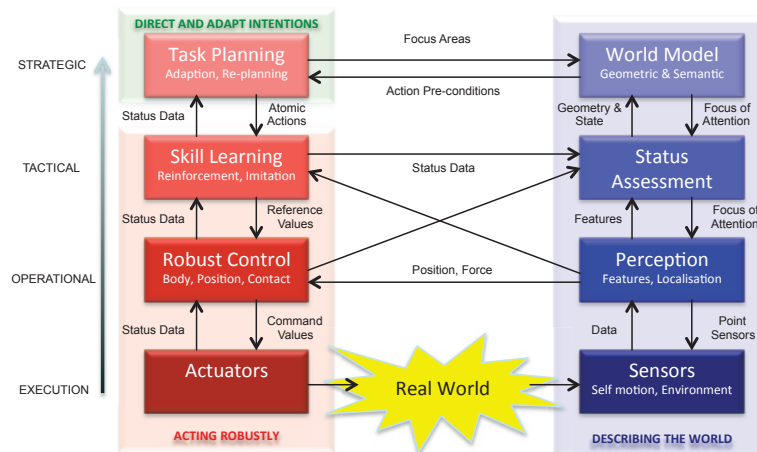 DIRECT AND ADAPT INTENTIONS
STRATEGIC
Task Planning
Adaption, Re-planning
Focus Areas
Action Pre-conditions
World Model
Geometric & Semantic
Status Data
Atomic
Actions
Geometry &
State
Focus of
Attention
TACTICAL
Skill Learning
Reinforcement, Imitation
Status Data
Status
Assessment
Status Data
Reference
Values
Features
Focus of
Attention
OPERATIONAL
Robust Control
Body, Position, Contact
Position, Force
Perception
Features, Localisation
Status Data
Command
Values
Data
Point
Sensors
EXECUTION
Actuators
Real World
Sensors
Self motion, Environment
ACTING ROBUSTLY
DESCRIBING THE WORLD